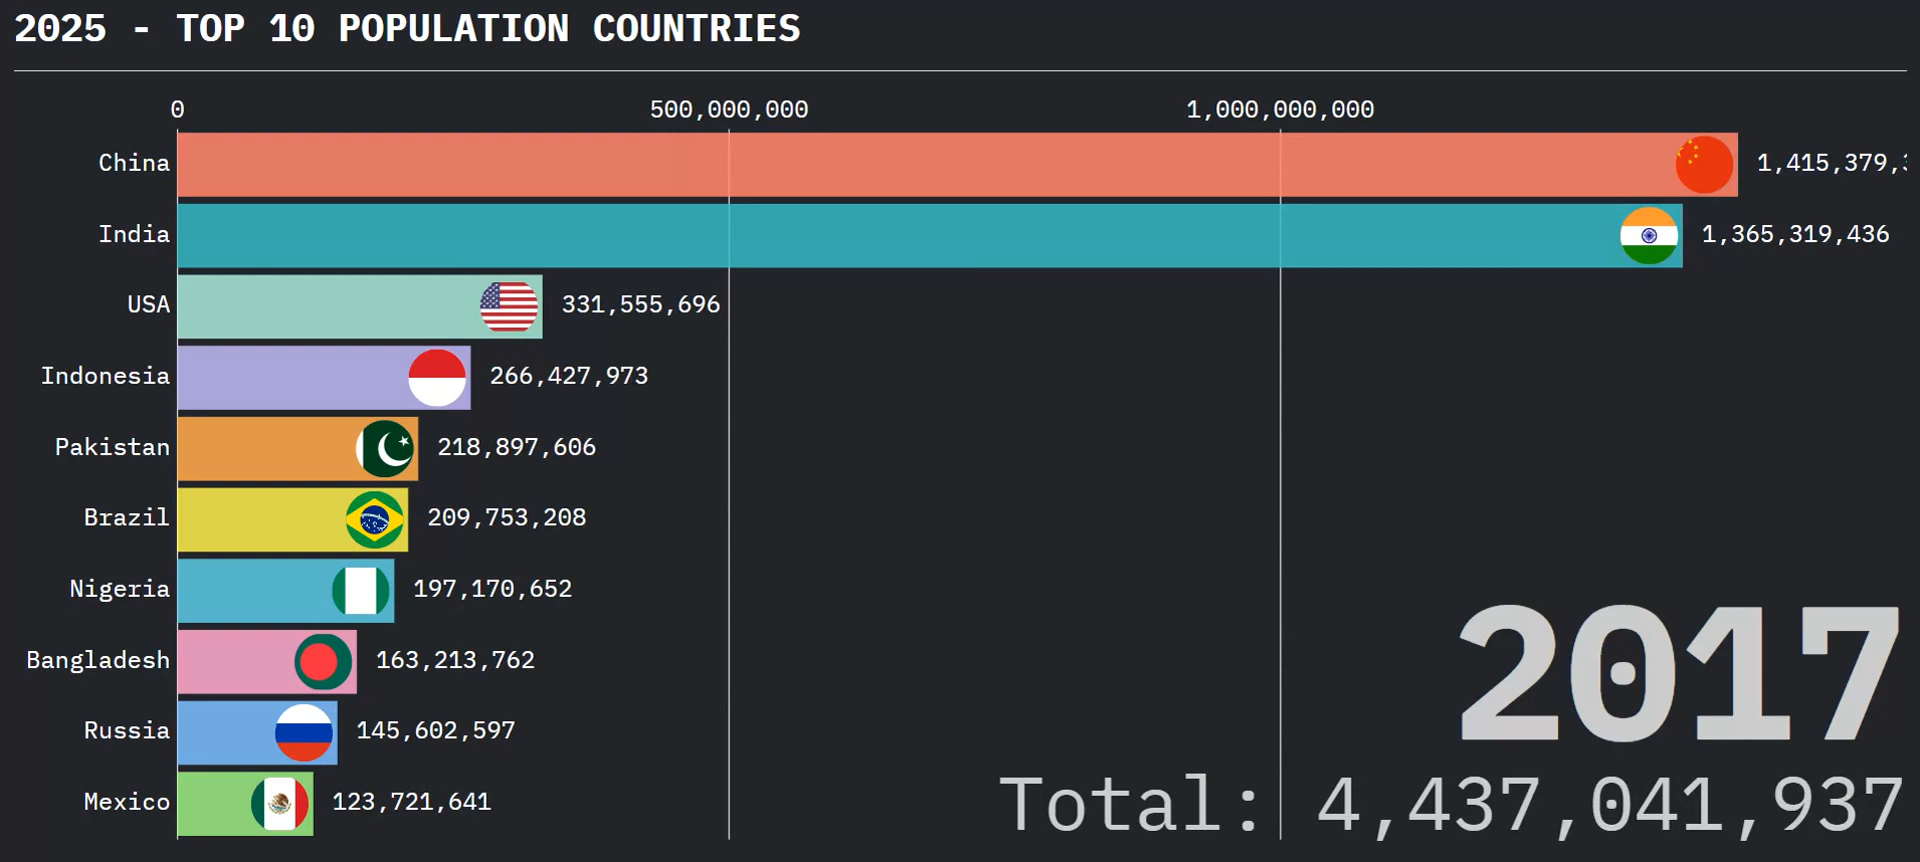 2025 - TOP 10 POPULATION COUNTRIES
0 500,000,000 1,000,000,000
China 1,415,379,3
India 1,365,319,436
USA 331,555,696
Indonesia 266,427,973
Pakistan 218,897,606
Brazil 209,753,208
Nigeria 197,170,652
Bangladesh 163,213,762
Russia 145,602,597
Mexico 123,721,641
2017
Total: 4,437,041,937